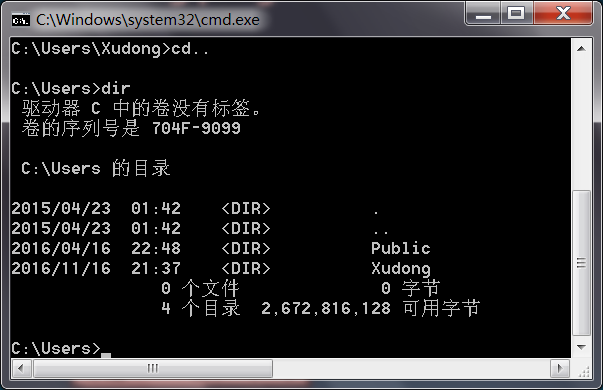 C:\Windows\system32\cmd.exe
C:\Users\Xudong>cd..
C:\Users>dir
驱动器 C 中的卷没有标签。
卷的序列号是 704F-9099
C:\Users 的目录
2015/04/23  01:42    <DIR>          .
2015/04/23  01:42    <DIR>          ..
2016/04/16  22:48    <DIR>          Public
2016/11/16  21:37    <DIR>          Xudong
0 个文件              0 字节
4 个目录  2,672,816,128 可用字节
C:\Users>